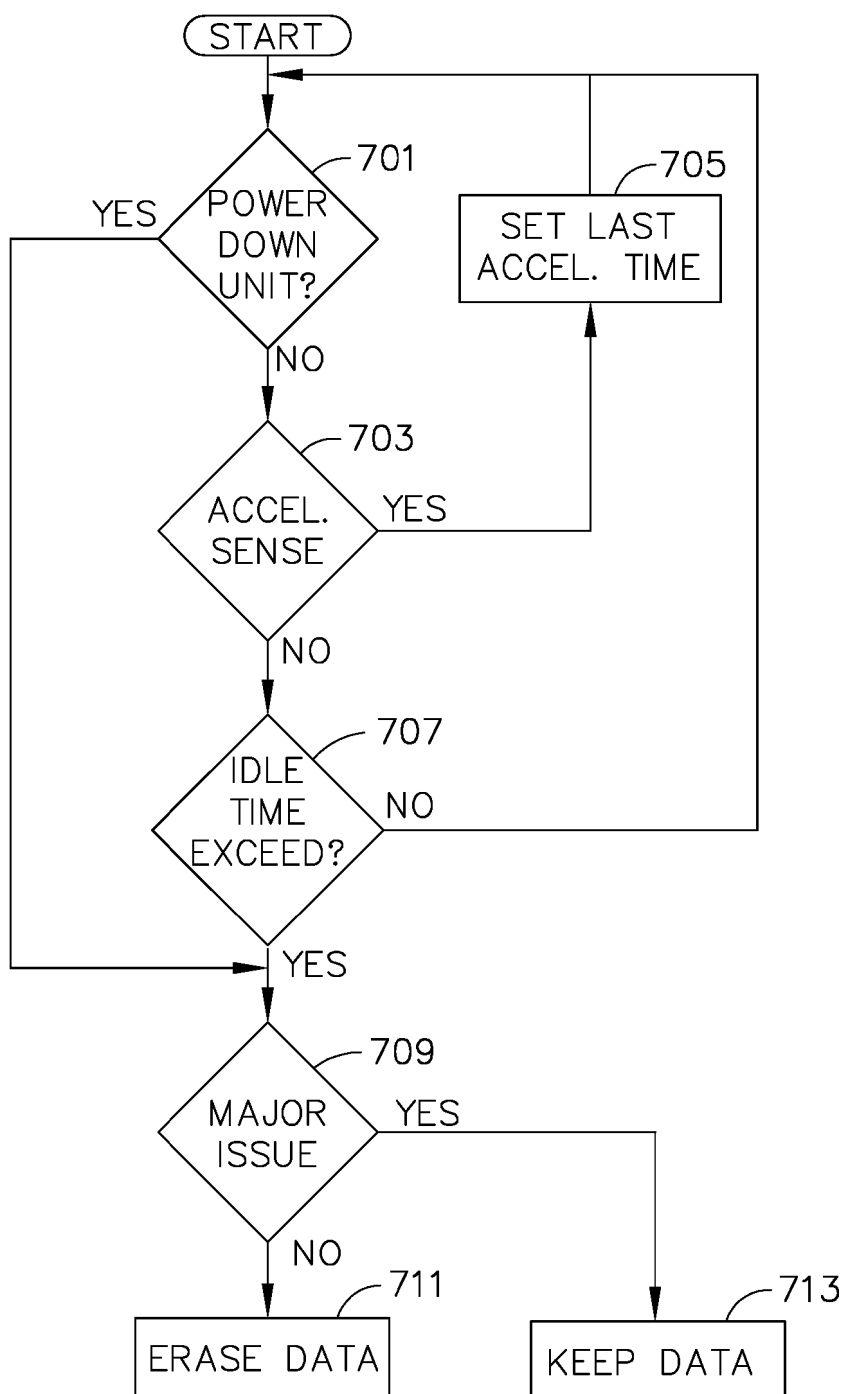 START
701
POWER
DOWN
UNIT?
YES
NO
705
SET LAST
ACCEL. TIME
703
ACCEL.
SENSE
YES
NO
707
IDLE
TIME
EXCEED?
NO
YES
709
MAJOR
ISSUE
YES
NO
711
ERASE DATA
713
KEEP DATA